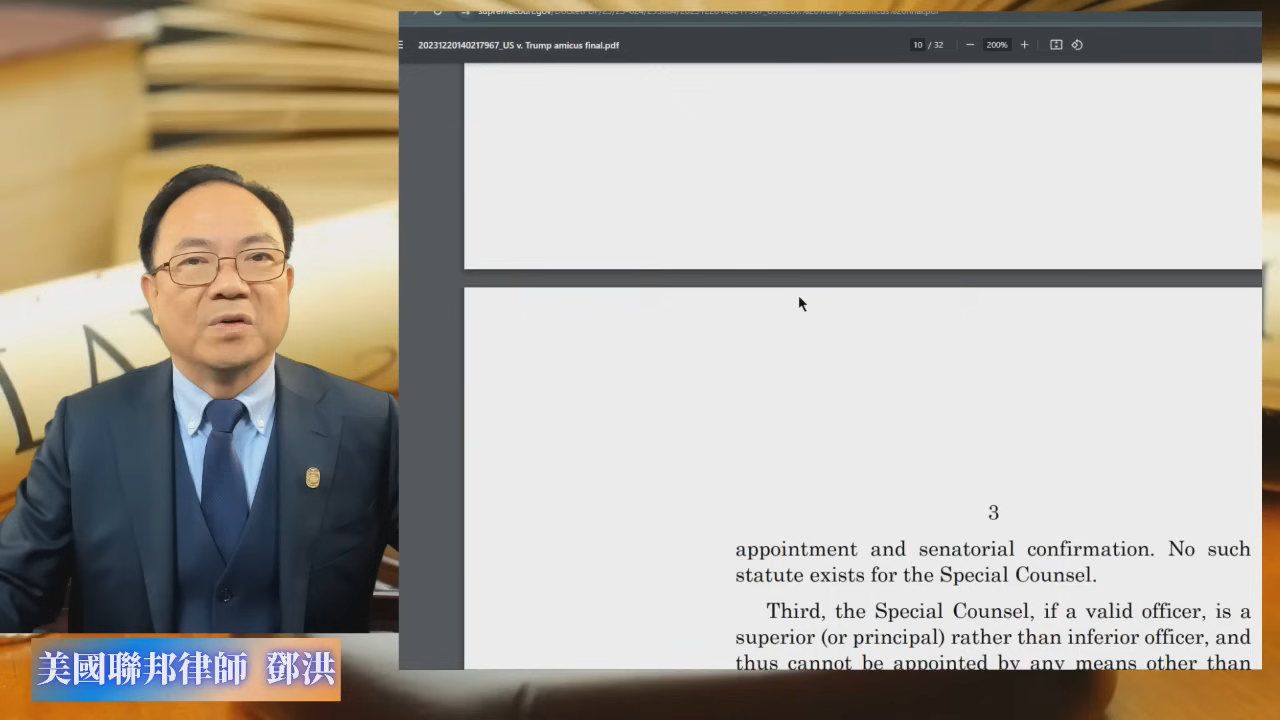 20231220140217967_US v. Trump amicus final.pdf
10 / 32
200%
3
appointment and senatorial confirmation. No such
statute exists for the Special Counsel.
Third, the Special Counsel, if a valid officer, is a
superior (or principal) rather than inferior officer, and
thus cannot be appointed by any means other than
美國聯邦律師 鄧洪